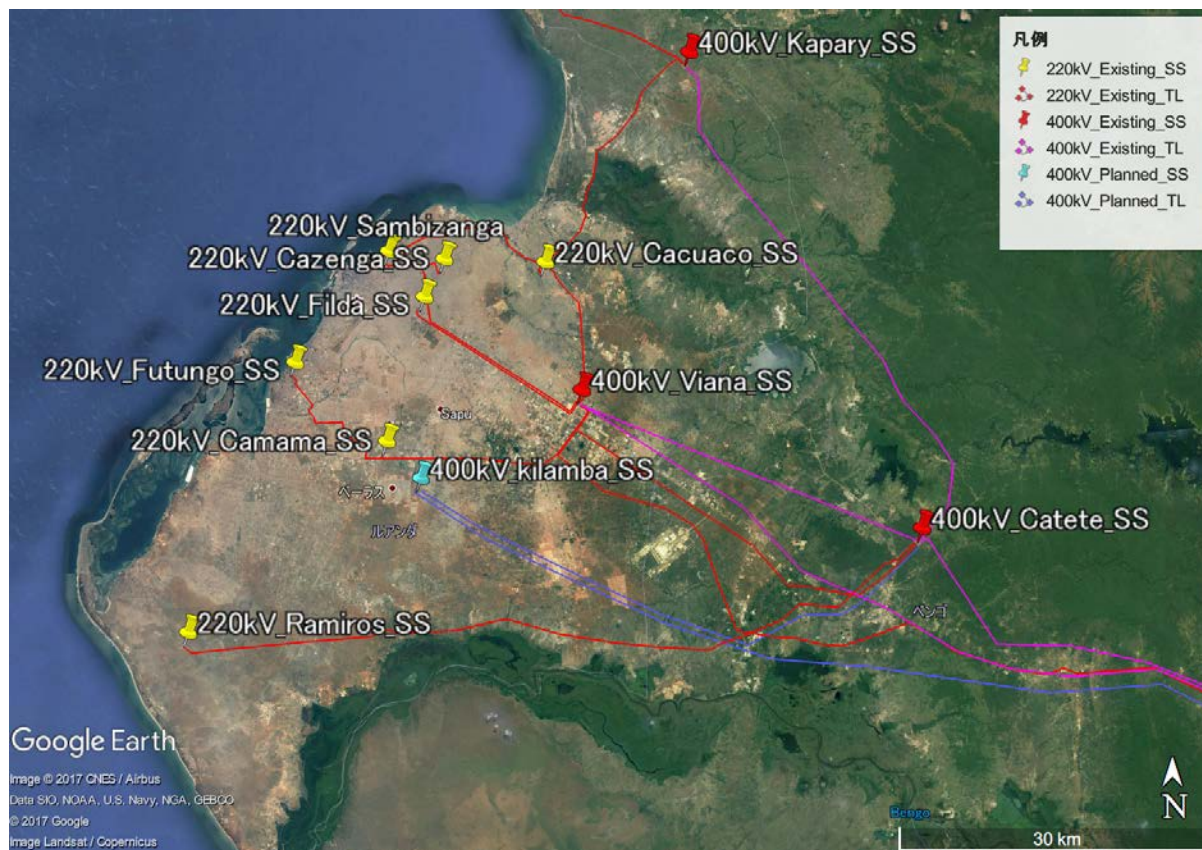 400kV_Kapary_SS
凡例
220kV_Existing_SS
220kV_Existing_TL
400kV_Existing_SS
400kV_Existing_TL
400kV_Planned_SS
400kV_Planned_TL
220kV_Sambizanga
220kV_Cazenga_SS
220kV_Cacuaco_SS
220kV_Filda_SS
220kV_Futungo_SS
400kV_Viana_SS
Sapu
220kV_Camama_SS
400kV_kilamba_SS
ベーラス
ルアンダ
400kV_Catete_SS
ベンゴ
220kV_Ramiros_SS
Google Earth
Image © 2017 CNES / Airbus
Data SIO, NOAA, U.S. Navy, NGA, GEBCO
© 2017 Google
Image Landsat / Copernicus
Bengo
N
30 km